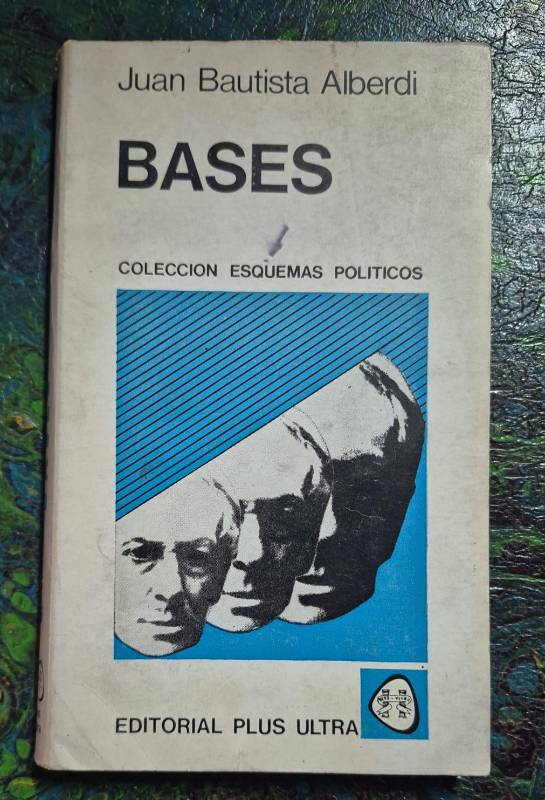 Juan Bautista Alberdi
BASES
COLECCION ESQUEMAS POLITICOS
EDITORIAL PLUS ULTRA